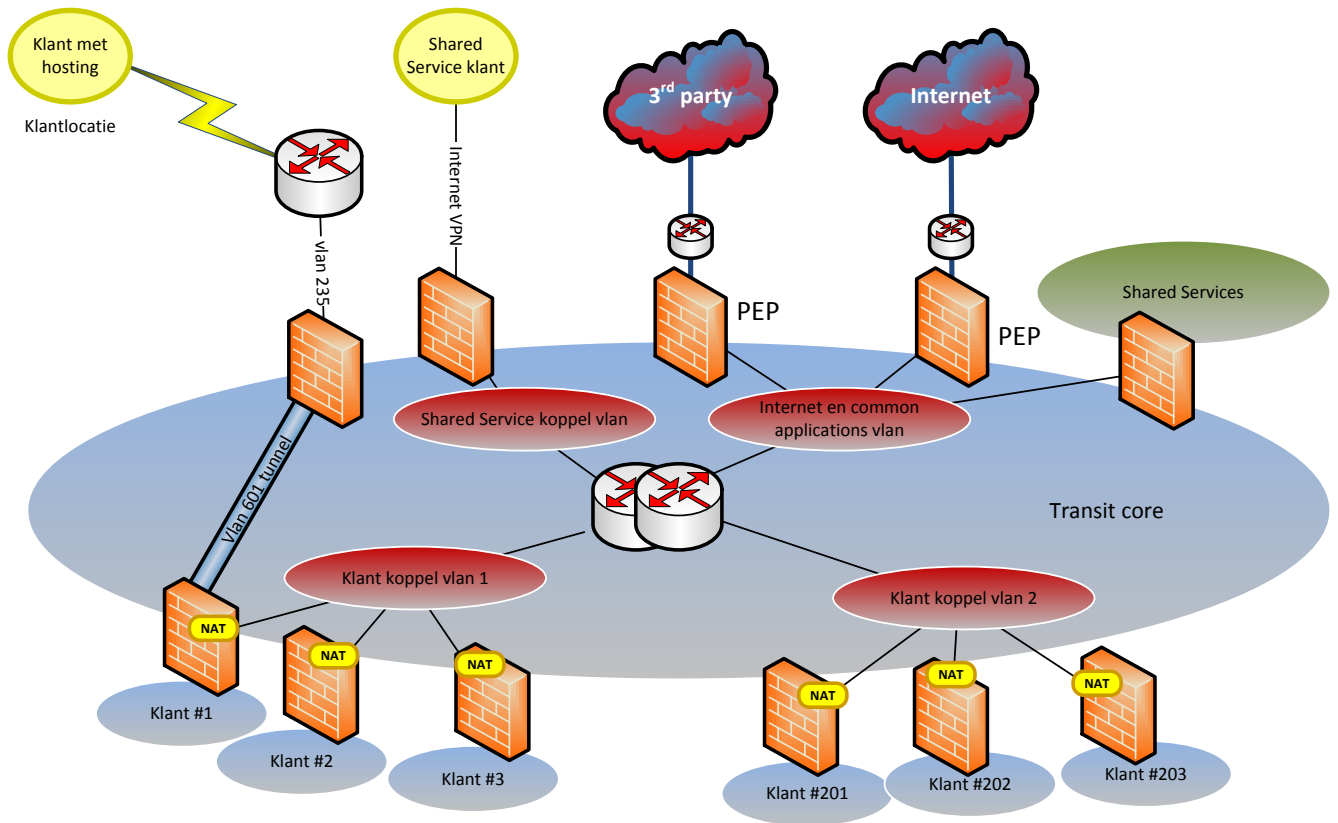 Klant met
hosting
Klantlocatie
Shared
Service klant
3rd party
Internet
Internet VPN
vlan 235
PEP
PEP
Shared Services
Shared Service koppel vlan
Internet en common
applications vlan
Vlan 601 tunnel
Transit core
Klant koppel vlan 1
Klant koppel vlan 2
NAT
NAT
NAT
NAT
NAT
NAT
Klant #1
Klant #2
Klant #3
Klant #201
Klant #202
Klant #203